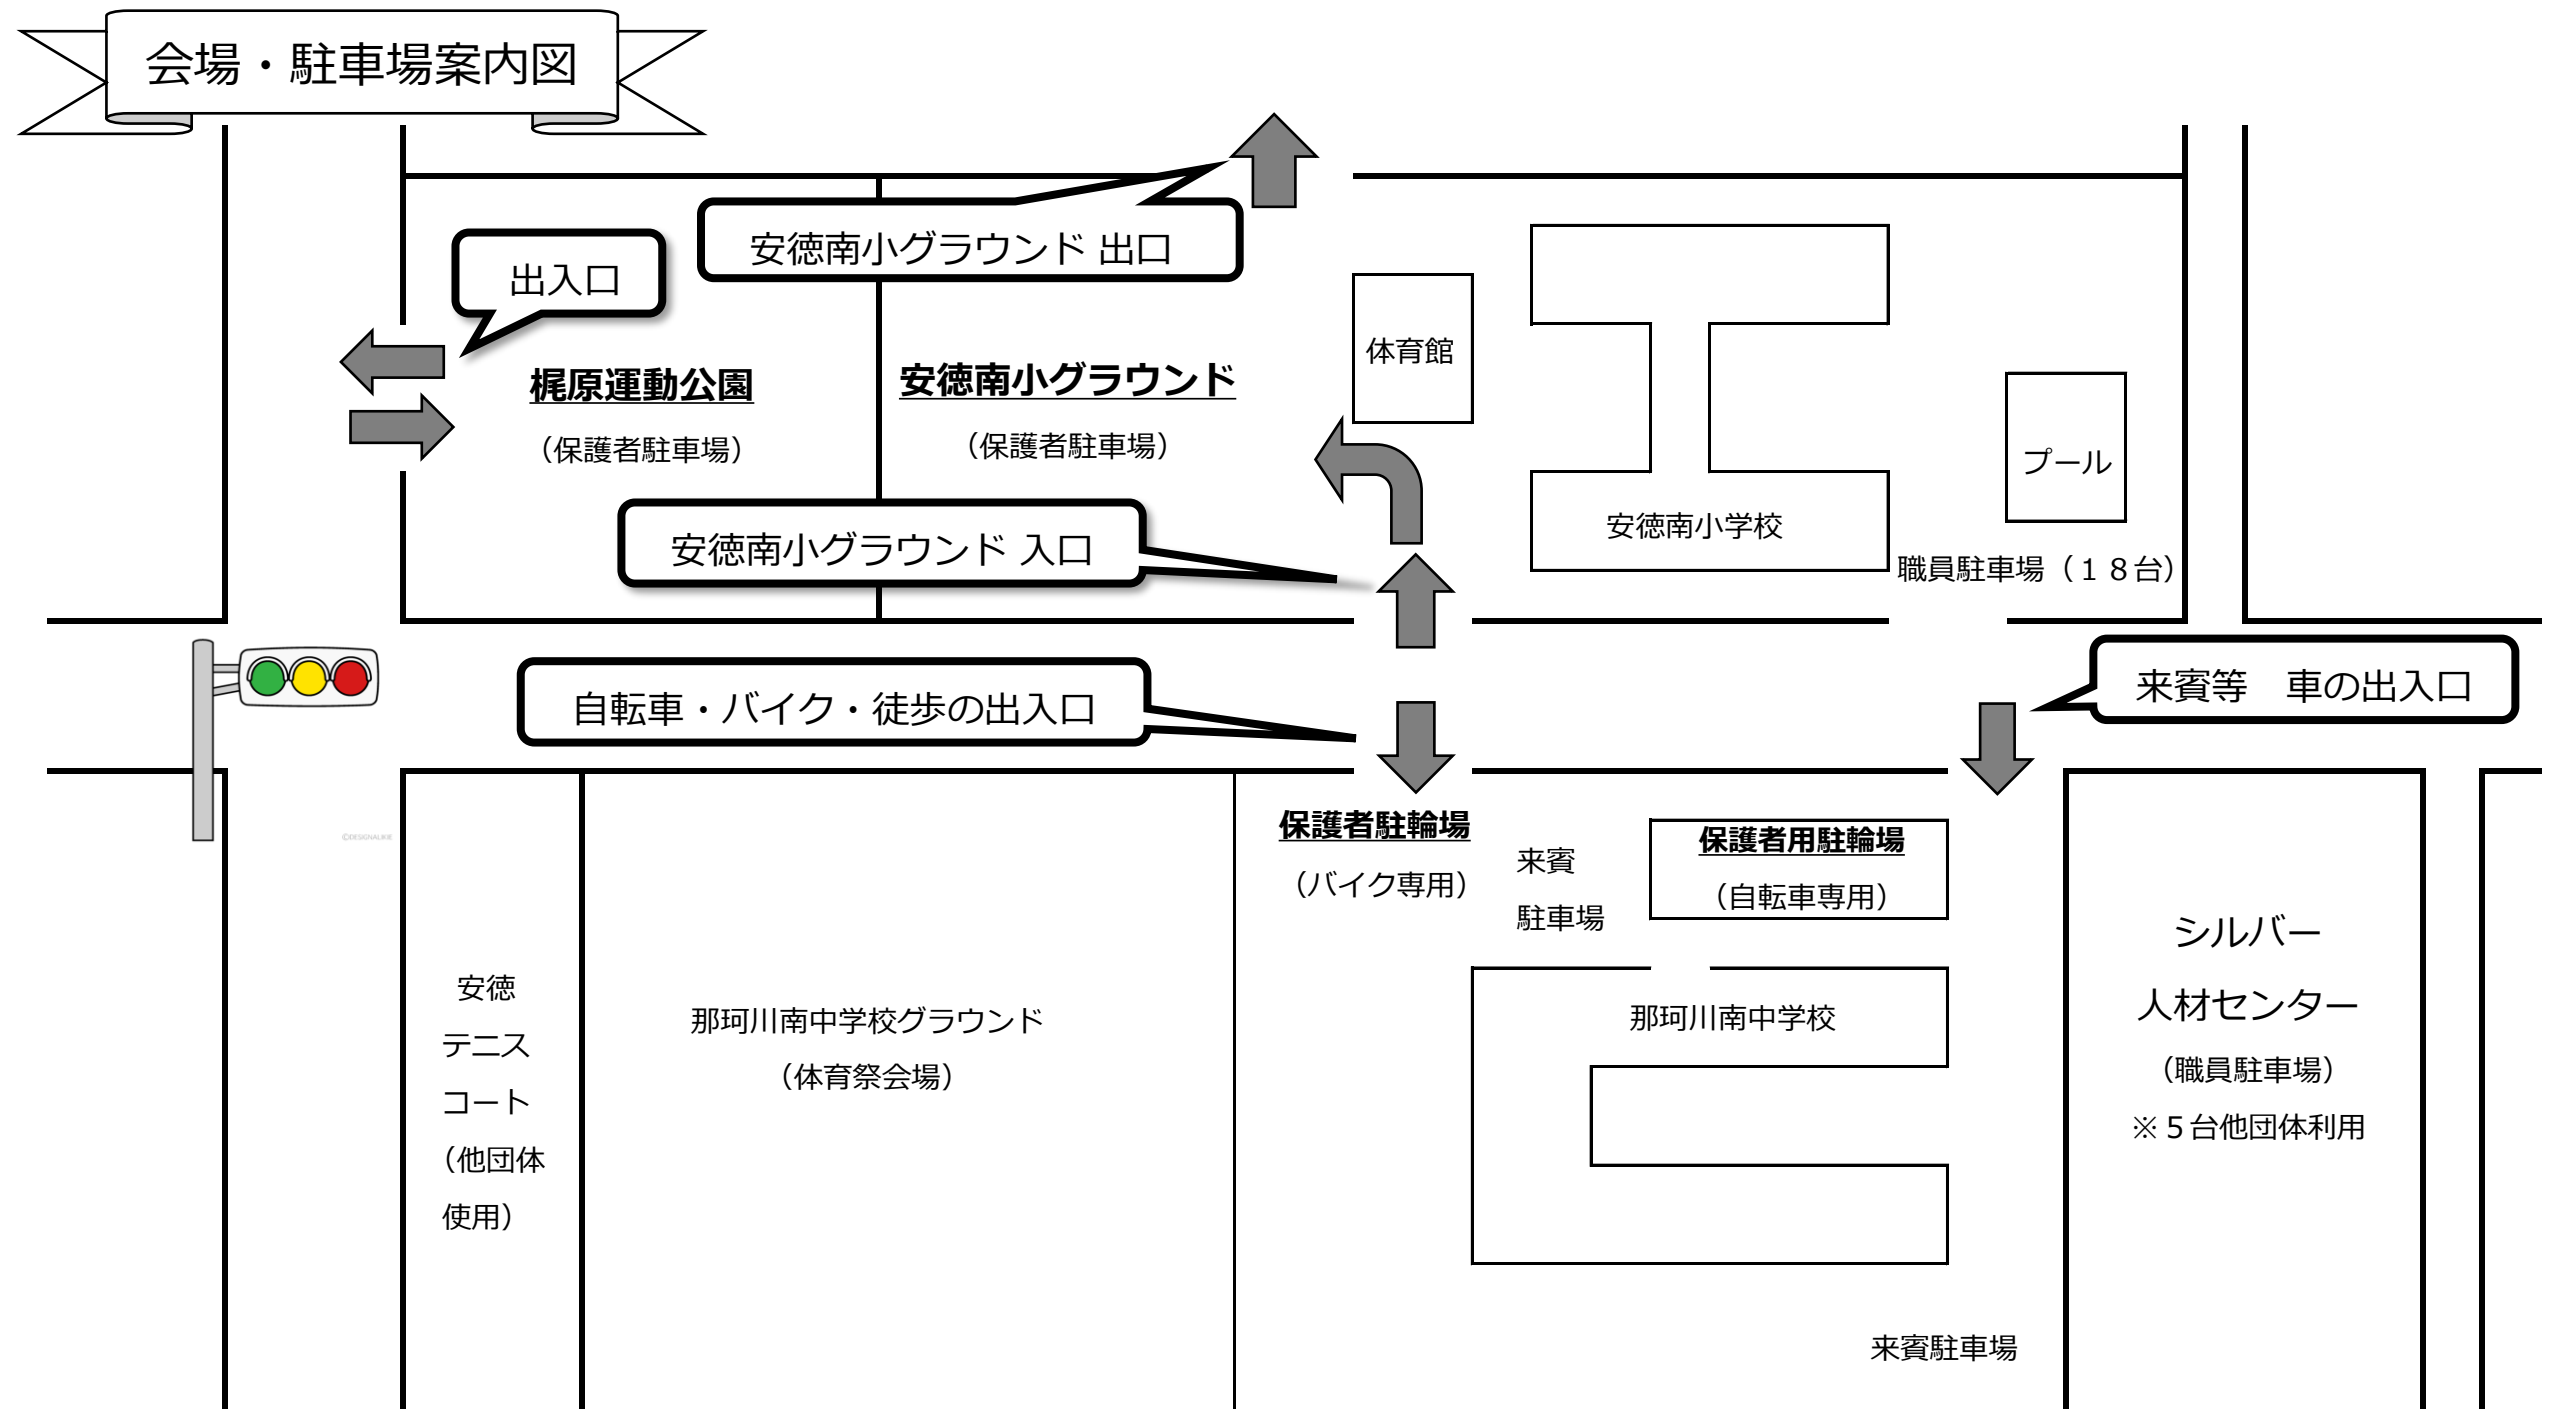 会場・駐車場案内図
安徳南小グラウンド 出口
出入口
体育館
梶原運動公園
（保護者駐車場）
安徳南小グラウンド
（保護者駐車場）
プール
安徳南小グラウンド 入口
安徳南小学校
職員駐車場（１８台）
自転車・バイク・徒歩の出入口
来賓等　車の出入口
©DESIGNALIKIE
保護者駐輪場
（バイク専用）
来賓
駐車場
保護者用駐輪場
（自転車専用）
安徳
テニス
コート
（他団体
使用）
那珂川南中学校グラウンド
（体育祭会場）
那珂川南中学校
シルバー
人材センター
（職員駐車場）
※５台他団体利用
来賓駐車場